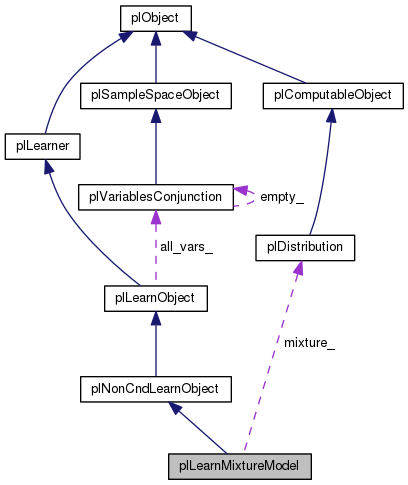 plObject
plSampleSpaceObject
plComputableObject
plLearner
plVariablesConjunction
empty_
all_vars_
plDistribution
plLearnObject
mixture_
plNonCndLearnObject
plLearnMixtureModel